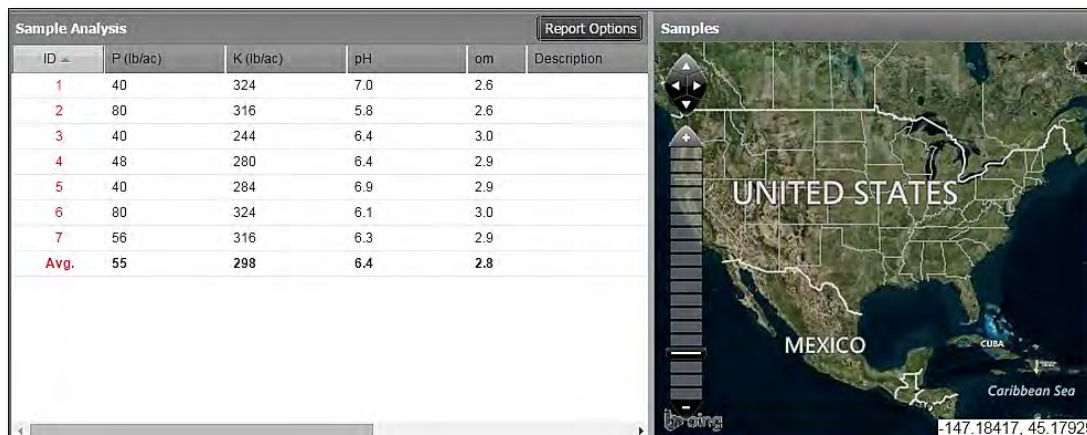 Sample Analysis
Report Options
ID P (lb/ac) K (lb/ac) pH om Description
1 40 324 7.0 2.6
2 80 316 5.8 2.6
3 40 244 6.4 3.0
4 48 280 6.4 2.9
5 40 284 6.9 2.9
6 80 324 6.1 3.0
7 56 316 6.3 2.9
Avg. 55 298 6.4 2.8
Samples
NORTH
UNITED STATES
MEXICO
CUBA
Caribbean Sea
bing
-147.18417, 45.1792